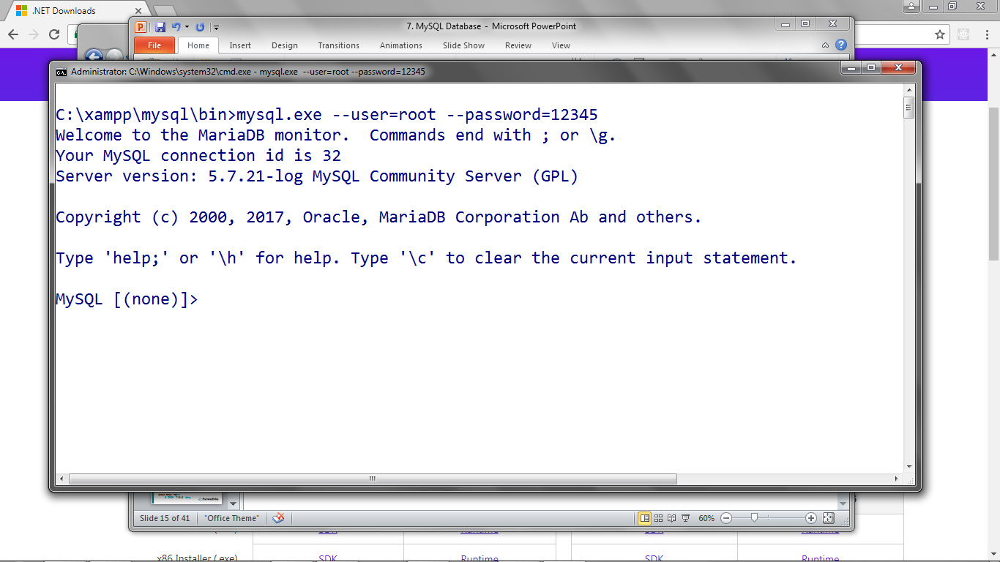 .NET Downloads
7. MySQL Database - Microsoft PowerPoint
File Home Insert Design Transitions Animations Slide Show Review View
Administrator: C:\Windows\system32\cmd.exe - mysql.exe --user=root --password=12345
C:\xampp\mysql\bin>mysql.exe --user=root --password=12345
Welcome to the MariaDB monitor.  Commands end with ; or \g.
Your MySQL connection id is 32
Server version: 5.7.21-log MySQL Community Server (GPL)
Copyright (c) 2000, 2017, Oracle, MariaDB Corporation Ab and others.
Type 'help;' or '\h' for help. Type '\c' to clear the current input statement.
MySQL [(none)]>
Slide 15 of 41 "Office Theme" 60%
x86 Installer (.exe) SDK Runtime SDK Runtime